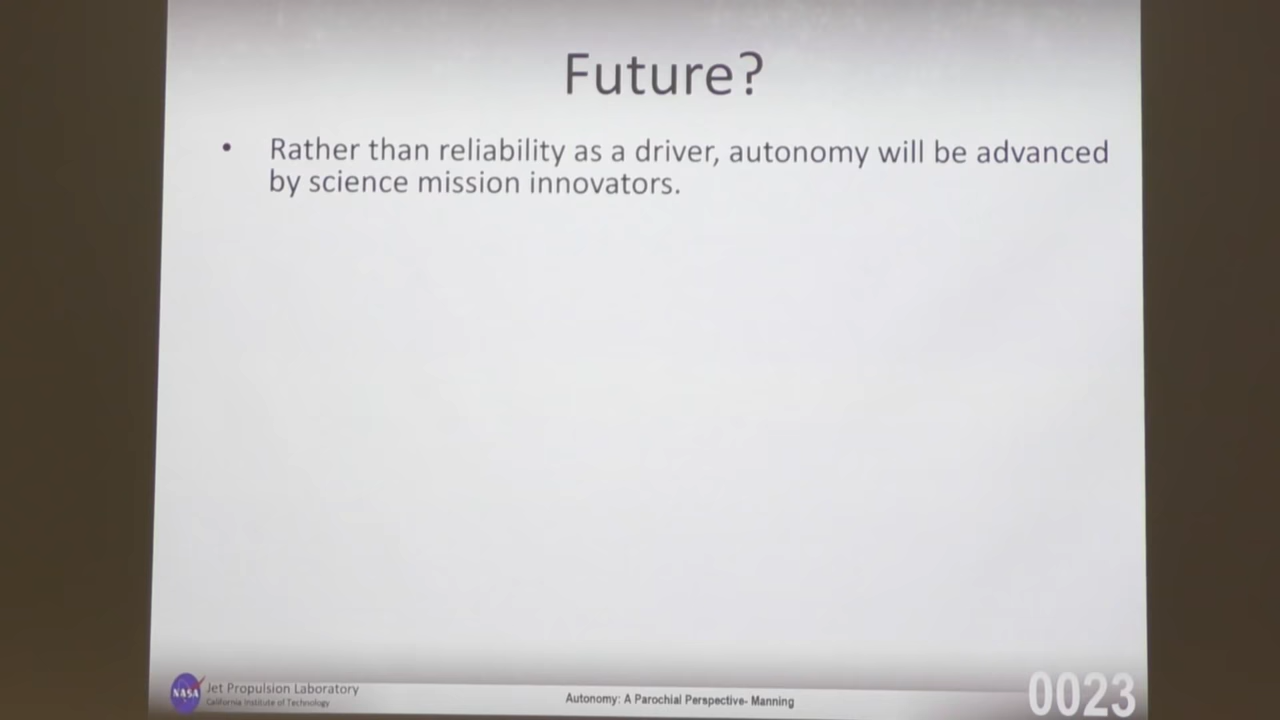 Future?
• Rather than reliability as a driver, autonomy will be advanced
by science mission innovators.
NASA
Jet Propulsion Laboratory
California Institute of Technology
Autonomy: A Parochial Perspective- Manning
0023